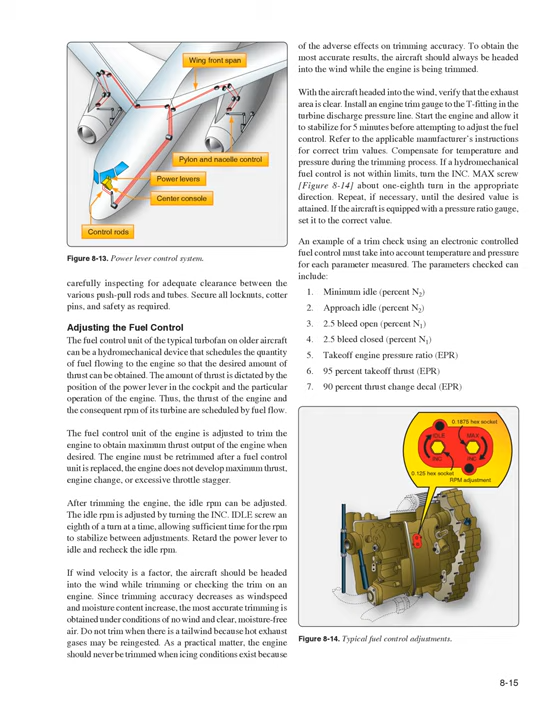 Wing front span
Pylon and nacelle control
Power levers
Center console
Control rods
Figure 8-13. Power lever control system.
carefully inspecting for adequate clearance between the
various push-pull rods and tubes. Secure all locknuts, cotter
pins, and safety as required.
Adjusting the Fuel Control
The fuel control unit of the typical turbofan on older aircraft
can be a hydromechanical device that schedules the quantity
of fuel flowing to the engine so that the desired amount of
thrust can be obtained. The amount of thrust is dictated by the
position of the power lever in the cockpit and the particular
operation of the engine. Thus, the thrust of the engine and
the consequent rpm of its turbine are scheduled by fuel flow.
The fuel control unit of the engine is adjusted to trim the
engine to obtain maximum thrust output of the engine when
desired. The engine must be retrimmed after a fuel control
unit is replaced, the engine does not develop maximum thrust,
engine change, or excessive throttle stagger.
After trimming the engine, the idle rpm can be adjusted.
The idle rpm is adjusted by turning the INC. IDLE screw an
eighth of a turn at a time, allowing sufficient time for the rpm
to stabilize between adjustments. Retard the power lever to
idle and recheck the idle rpm.
If wind velocity is a factor, the aircraft should be headed
into the wind while trimming or checking the trim on an
engine. Since trimming accuracy decreases as windspeed
and moisture content increase, the most accurate trimming is
obtained under conditions of no wind and clear, moisture-free
air. Do not trim when there is a tailwind because hot exhaust
gases may be reingested. As a practical matter, the engine
should never be trimmed when icing conditions exist because
of the adverse effects on trimming accuracy. To obtain the
most accurate results, the aircraft should always be headed
into the wind while the engine is being trimmed.
With the aircraft headed into the wind, verify that the exhaust
area is clear. Install an engine trim gauge to the T-fitting in the
turbine discharge pressure line. Start the engine and allow it
to stabilize for 5 minutes before attempting to adjust the fuel
control. Refer to the applicable manufacturer's instructions
for correct trim values. Compensate for temperature and
pressure during the trimming process. If a hydromechanical
fuel control is not within limits, turn the INC. MAX screw
[Figure 8-14] about one-eighth turn in the appropriate
direction. Repeat, if necessary, until the desired value is
attained. If the aircraft is equipped with a pressure ratio gauge,
set it to the correct value.
An example of a trim check using an electronic controlled
fuel control must take into account temperature and pressure
for each parameter measured. The parameters checked can
include:
1. Minimum idle (percent N2)
2. Approach idle (percent N2)
3. 2.5 bleed open (percent N1)
4. 2.5 bleed closed (percent N1)
5. Takeoff engine pressure ratio (EPR)
6. 95 percent takeoff thrust (EPR)
7. 90 percent thrust change decal (EPR)
0.1875 hex socket
IDLE
MAX
INC
INC
0.125 hex socket
RPM adjustment
Figure 8-14. Typical fuel control adjustments.
8-15